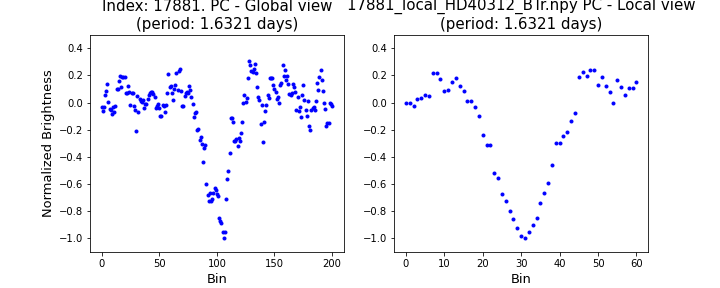 Index: 17881. PC - Global view
(period: 1.6321 days)
17881_local_HD40312_BTr.npy PC - Local view
(period: 1.6321 days)
Normalized Brightness
0.4
0.2
0.0
−0.2
−0.4
−0.6
−0.8
−1.0
0 50 100 150 200
Bin
0.4
0.2
0.0
−0.2
−0.4
−0.6
−0.8
−1.0
0 10 20 30 40 50 60
Bin